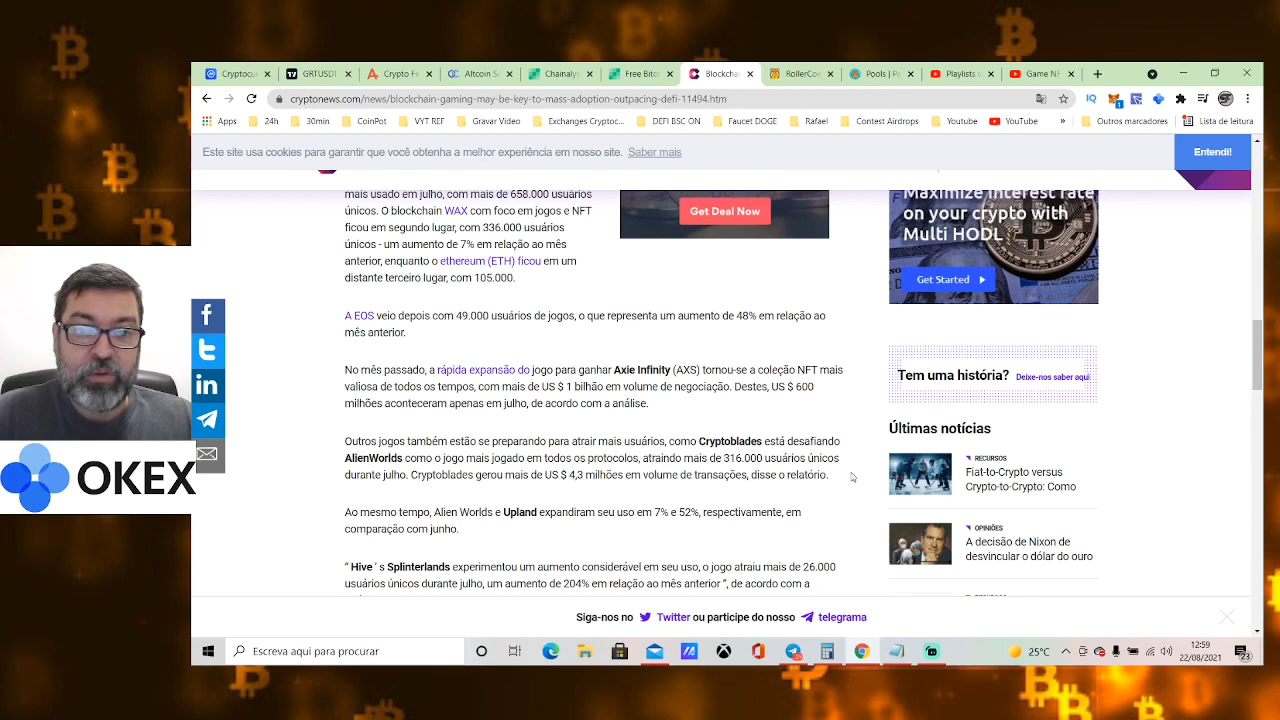 Cryptocur
GRTUSDT
Crypto Fe
Altcoin S
Chainalys
Free Bitc
Blockcha
RollerCoi
Pools | Pa
Playlists c
Game NF
cryptonews.com/news/blockchain-gaming-may-be-key-to-mass-adoption-outpacing-defi-11494.htm
Apps
24h
30min
CoinPot
VYT REF
Gravar Video
Exchanges Cryptoc...
DEFI BSC ON
Faucet DOGE
Rafael
Contest Airdrops
Youtube
YouTube
»
Outros marcadores
Lista de leitura
Este site usa cookies para garantir que você obtenha a melhor experiência em nosso site. Saber mais
Entendi!
mais usado em julho, com mais de 658.000 usuários
únicos. O blockchain WAX com foco em jogos e NFT
ficou em segundo lugar, com 336.000 usuários
únicos - um aumento de 7% em relação ao mês
anterior, enquanto o ethereum (ETH) ficou em um
distante terceiro lugar, com 105.000.
Get Deal Now
A EOS veio depois com 49.000 usuários de jogos, o que representa um aumento de 48% em relação ao
mês anterior.
No mês passado, a rápida expansão do jogo para ganhar Axie Infinity (AXS) tornou-se a coleção NFT mais
valiosa de todos os tempos, com mais de US $ 1 bilhão em volume de negociação. Destes, US $ 600
milhões aconteceram apenas em julho, de acordo com a análise.
Outros jogos também estão se preparando para atrair mais usuários, como Cryptoblades está desafiando
AlienWorlds como o jogo mais jogado em todos os protocolos, atraindo mais de 316.000 usuários únicos
durante julho. Cryptoblades gerou mais de US $ 4,3 milhões em volume de transações, disse o relatório.
Ao mesmo tempo, Alien Worlds e Upland expandiram seu uso em 7% e 52%, respectivamente, em
comparação com junho.
“ Hive ’ s Splinterlands experimentou um aumento considerável em seu uso, o jogo atraiu mais de 26.000
usuários únicos durante julho, um aumento de 204% em relação ao mês anterior ”, de acordo com a
Maximize interest rate
on your crypto with
Multi HODL
Get Started
Tem uma história? Deixe-nos saber aqui
Últimas notícias
RECURSOS
Fiat-to-Crypto versus
Crypto-to-Crypto: Como
OPINIÕES
A decisão de Nixon de
desvincular o dólar do ouro
Siga-nos no Twitter ou participe do nosso telegrama
OKEX
Escreva aqui para procurar
25°C
12:59
22/08/2021
23